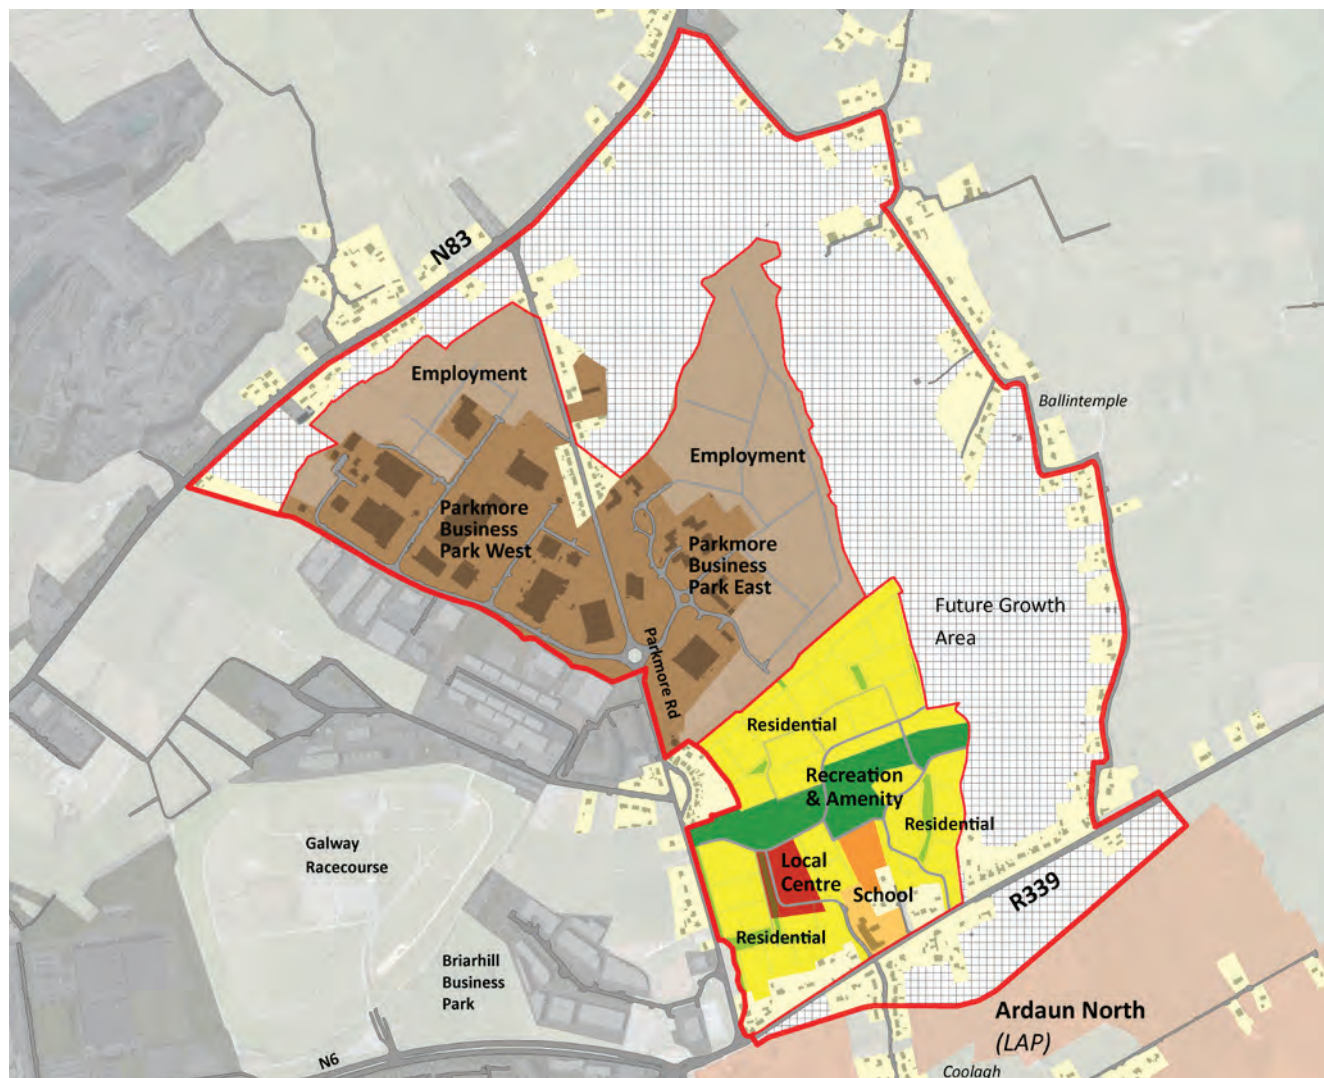 N83
Employment
Ballintemple
Employment
Parkmore
Business
Park West
Parkmore
Business
Park East
Future Growth
Area
Parkmore Rd
Residential
Recreation
& Amenity
Residential
Galway
Racecourse
Local
Centre
School
R339
Residential
Briarhill
Business
Park
Ardaun North
(LAP)
N6
Coolagh